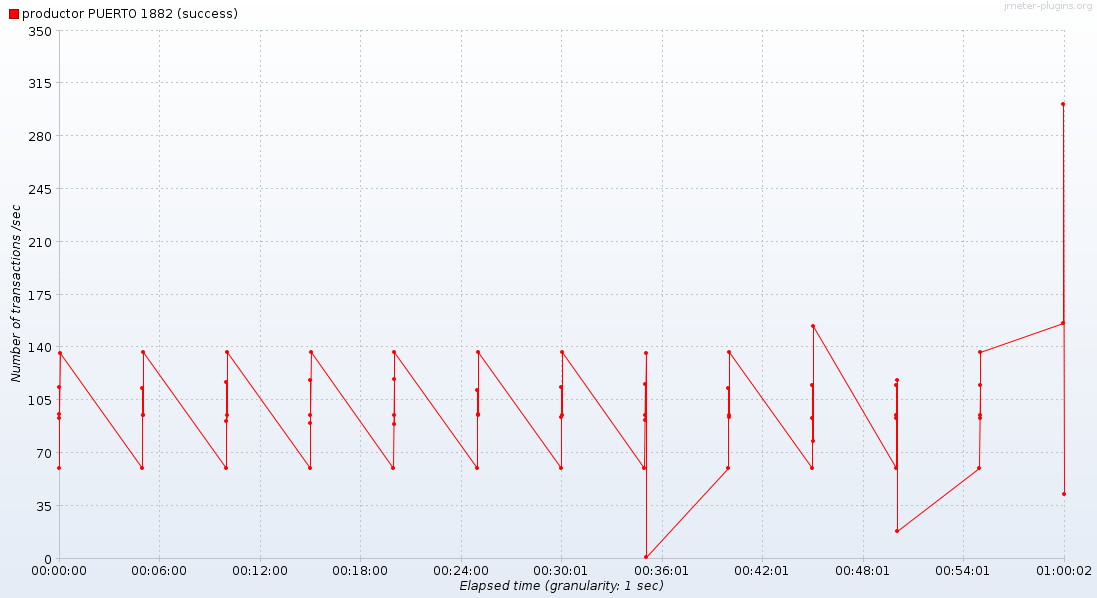 jmeter-plugins.org
productor PUERTO 1882 (success)
350
315
280
245
210
175
140
105
70
35
0
Number of transactions /sec
00:00:00 00:06:00 00:12:00 00:18:00 00:24:00 00:30:01 00:36:01 00:42:01 00:48:01 00:54:01 01:00:02
Elapsed time (granularity: 1 sec)